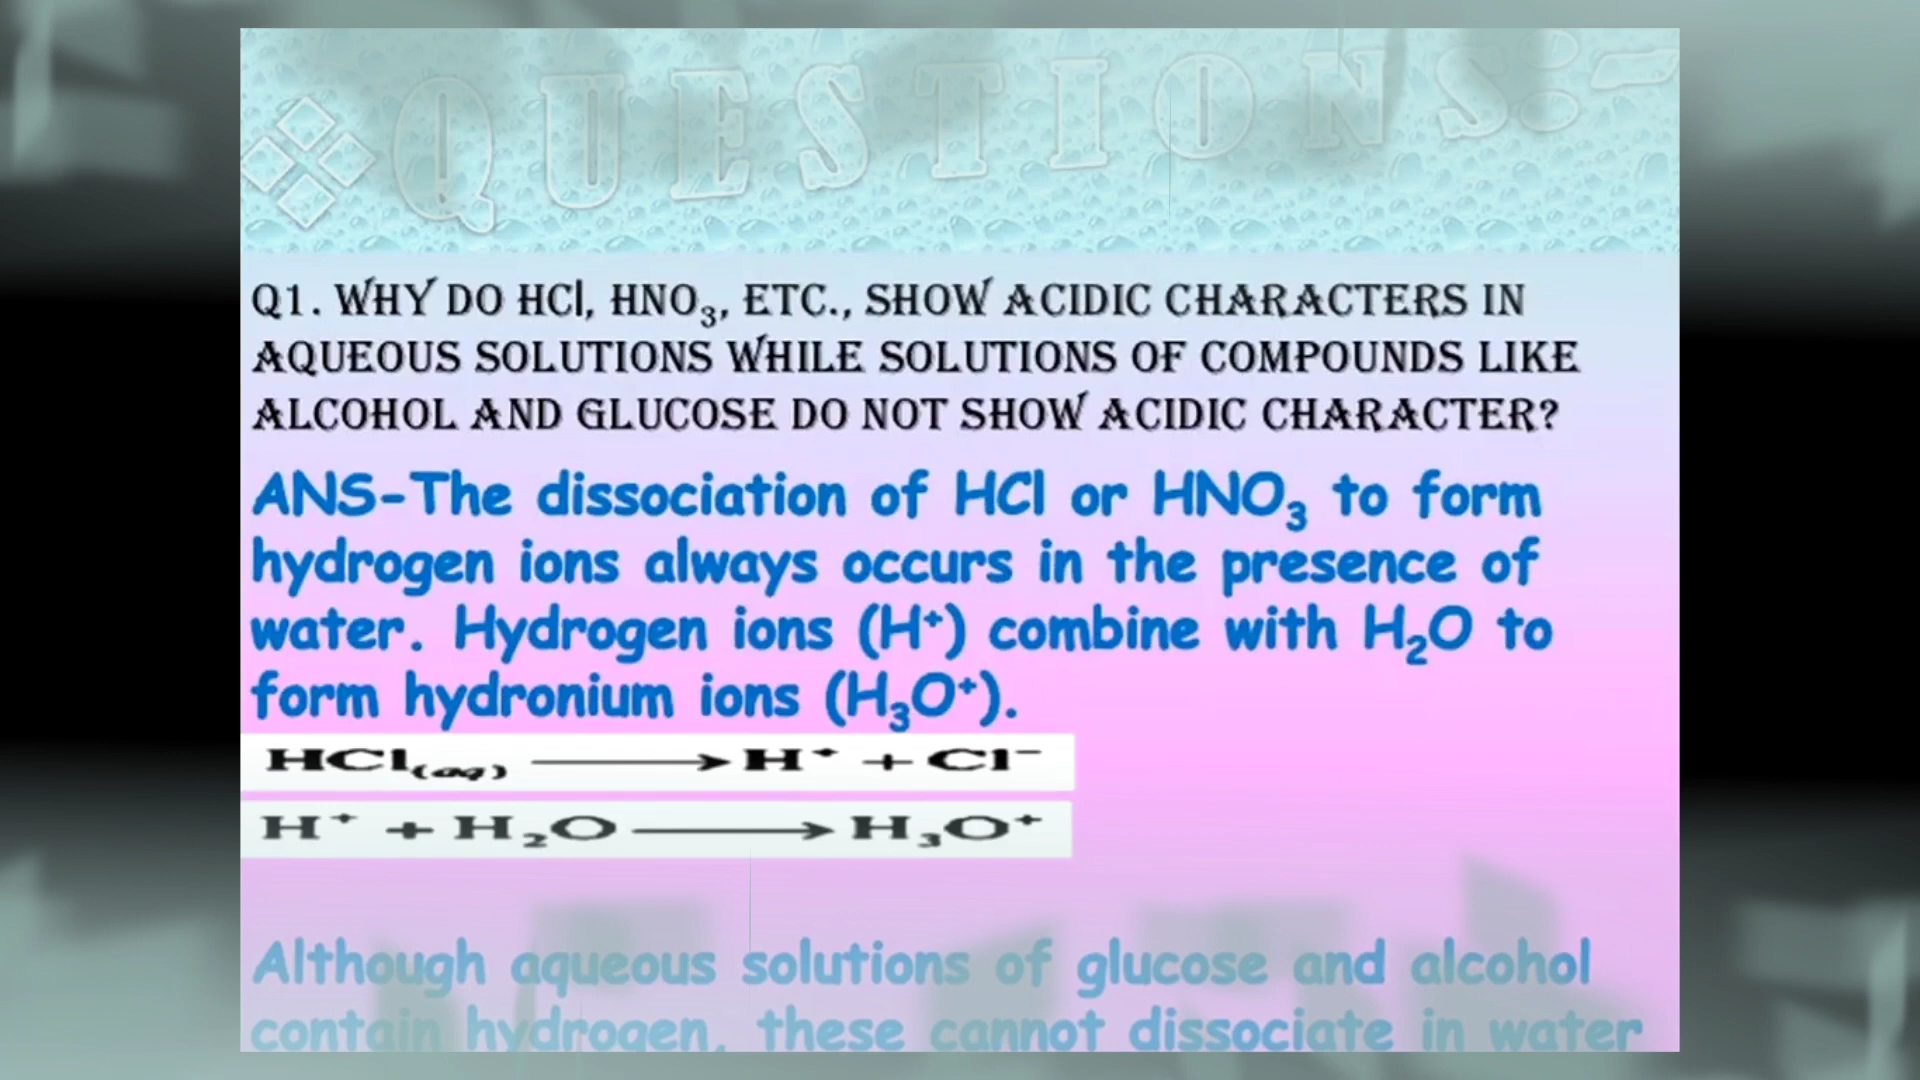 ❖QUESTIONS:-
Q1. WHY DO HCl, HNO₃, ETC., SHOW ACIDIC CHARACTERS IN
AQUEOUS SOLUTIONS WHILE SOLUTIONS OF COMPOUNDS LIKE
ALCOHOL AND GLUCOSE DO NOT SHOW ACIDIC CHARACTER?
ANS-The dissociation of HCl or HNO₃ to form
hydrogen ions always occurs in the presence of
water. Hydrogen ions (H⁺) combine with H₂O to
form hydronium ions (H₃O⁺).
HCl(aq) ⟶ H⁺ + Cl⁻
H⁺ + H₂O ⟶ H₃O⁺
Although aqueous solutions of glucose and alcohol
contain hydrogen, these cannot dissociate in water